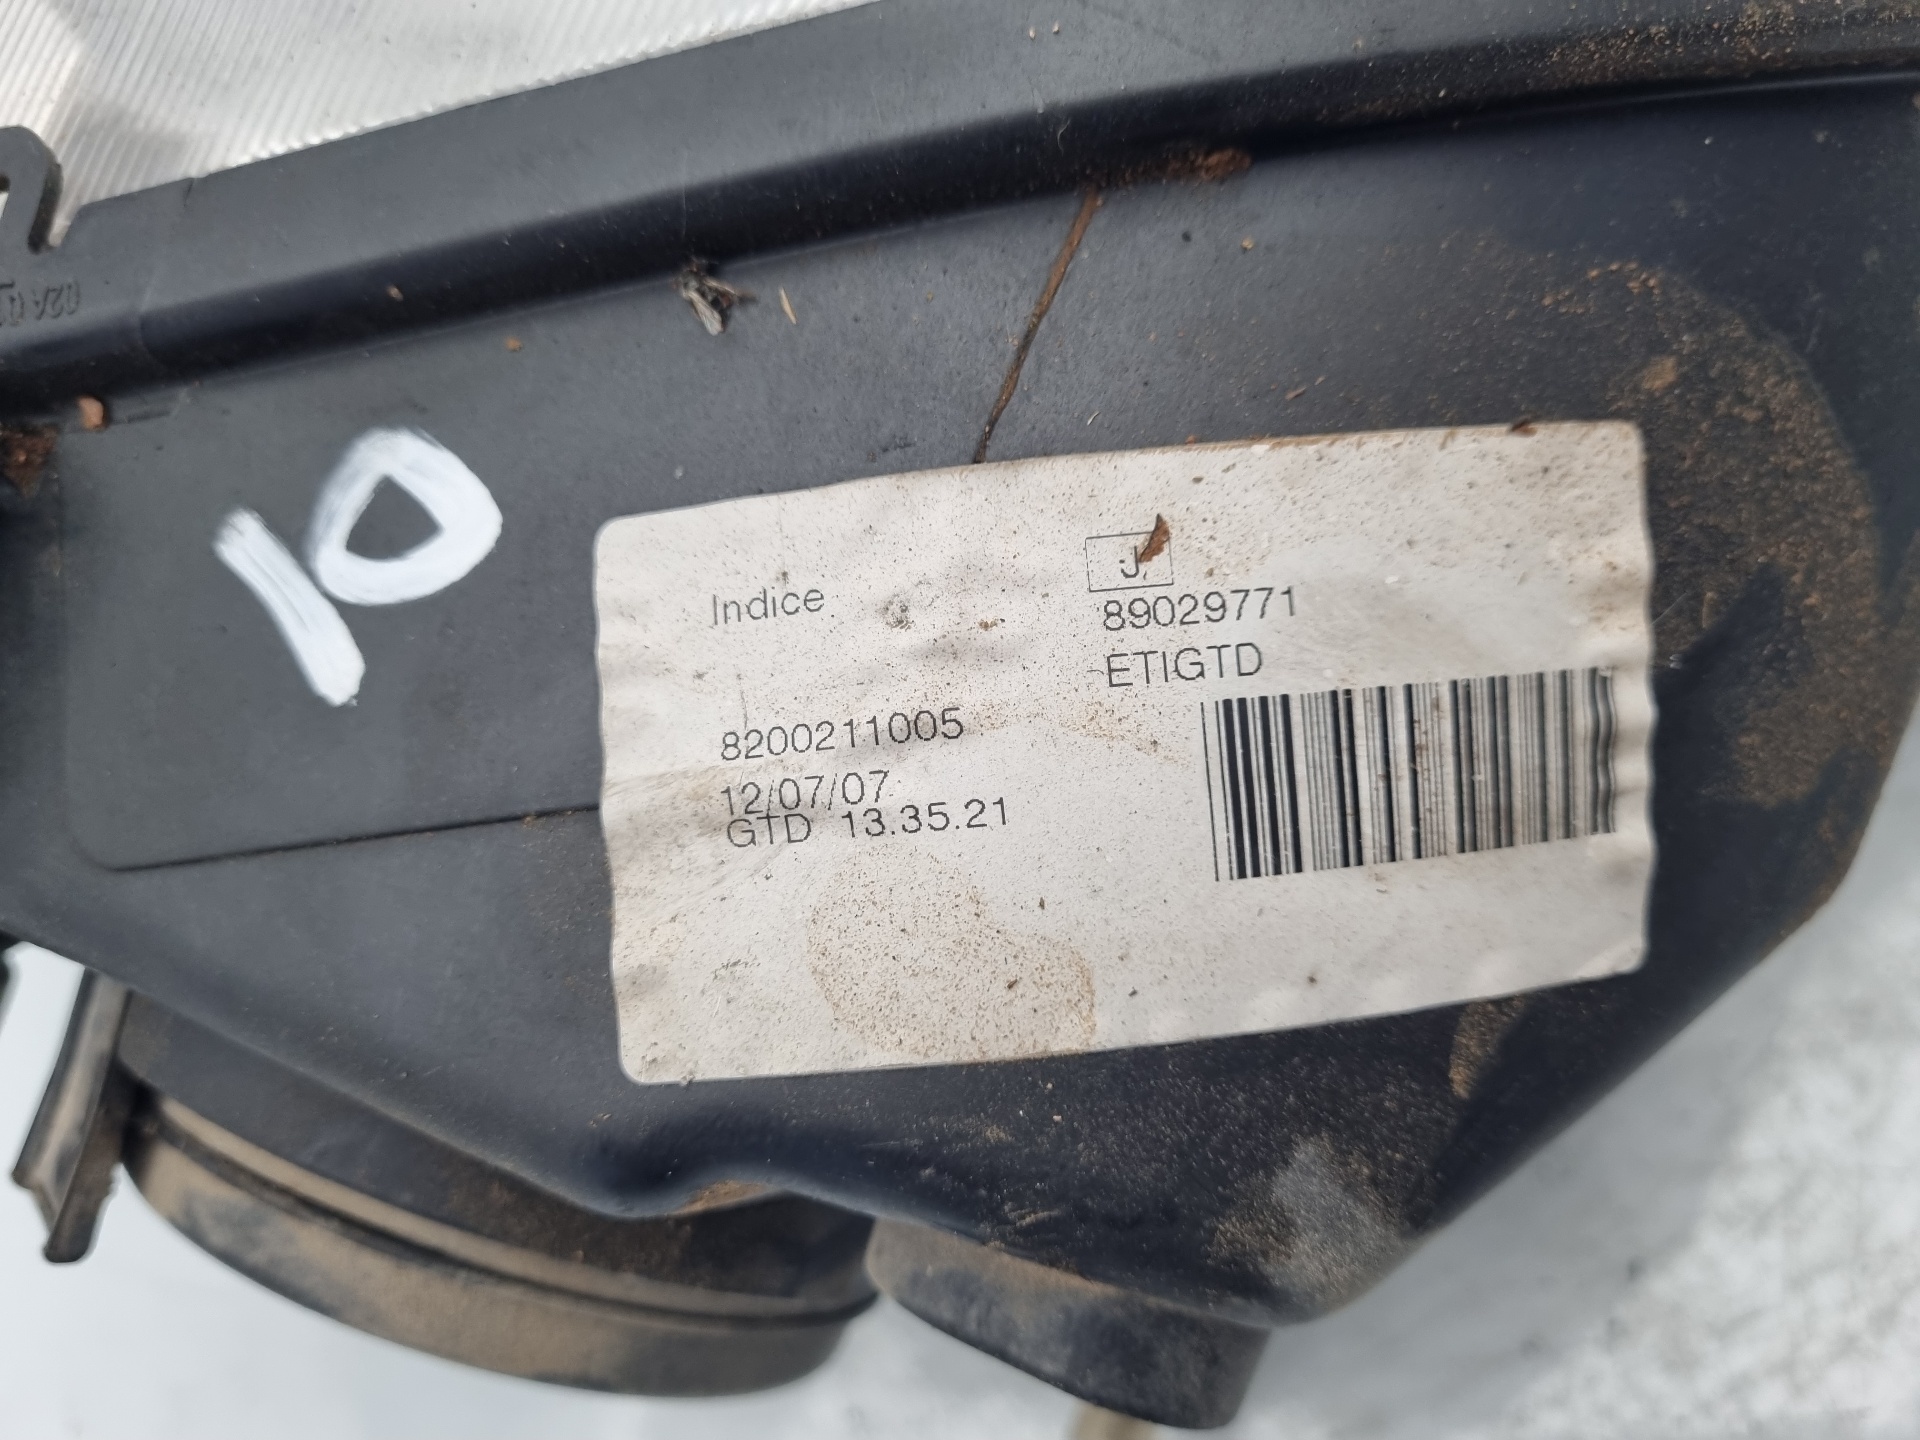 10
Indice
J
89029771
ETIGTD
8200211005
12/07/07
GTD 13.35.21